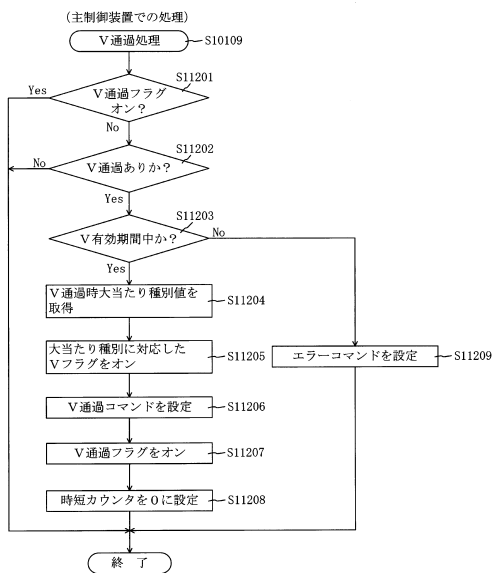 (主制御装置での処理)
V通過処理
S10109
S11201
Yes
V通過フラグ
オン?
No
S11202
No
V通過ありか?
Yes
S11203
V有効期間中か?
No
Yes
V通過時大当たり種別値を
取得
S11204
大当たり種別に対応した
Vフラグをオン
S11205
エラーコマンドを設定
S11209
V通過コマンドを設定
S11206
V通過フラグをオン
S11207
時短カウンタを0に設定
S11208
終 了